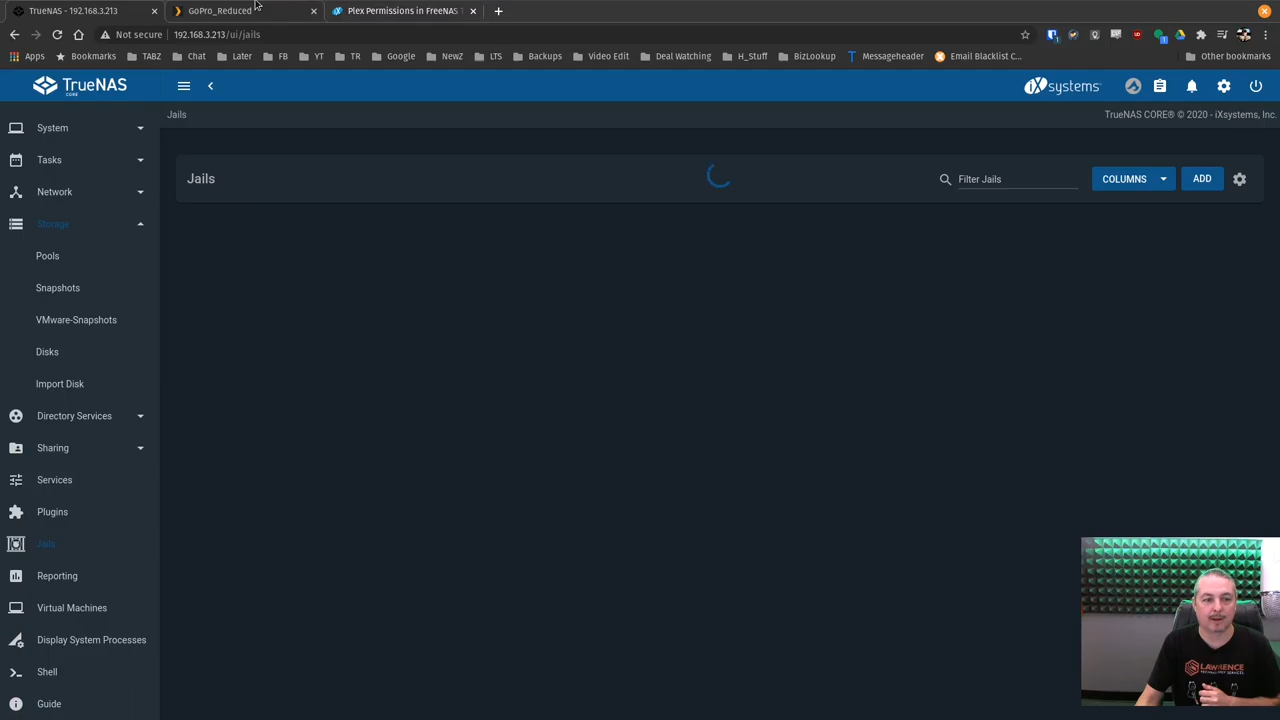 TrueNAS - 192.168.3.213
GoPro_Reduced
Plex Permissions in FreeNAS
Not secure 192.168.3.213/ui/jails
Apps Bookmarks TABZ Chat Later FB YT TR Google NewZ LTS Backups Video Edit Deal Watching H_Stuff BizLookup Messageheader Email Blacklist C... Other bookmarks
TrueNAS
CORE
iXsystems
Jails
TrueNAS CORE® © 2020 - iXsystems, Inc.
System
Tasks
Network
Storage
Pools
Snapshots
VMware-Snapshots
Disks
Import Disk
Directory Services
Sharing
Services
Plugins
Jails
Reporting
Virtual Machines
Display System Processes
Shell
Guide
Jails
Filter Jails
COLUMNS
ADD
LAWRENCE